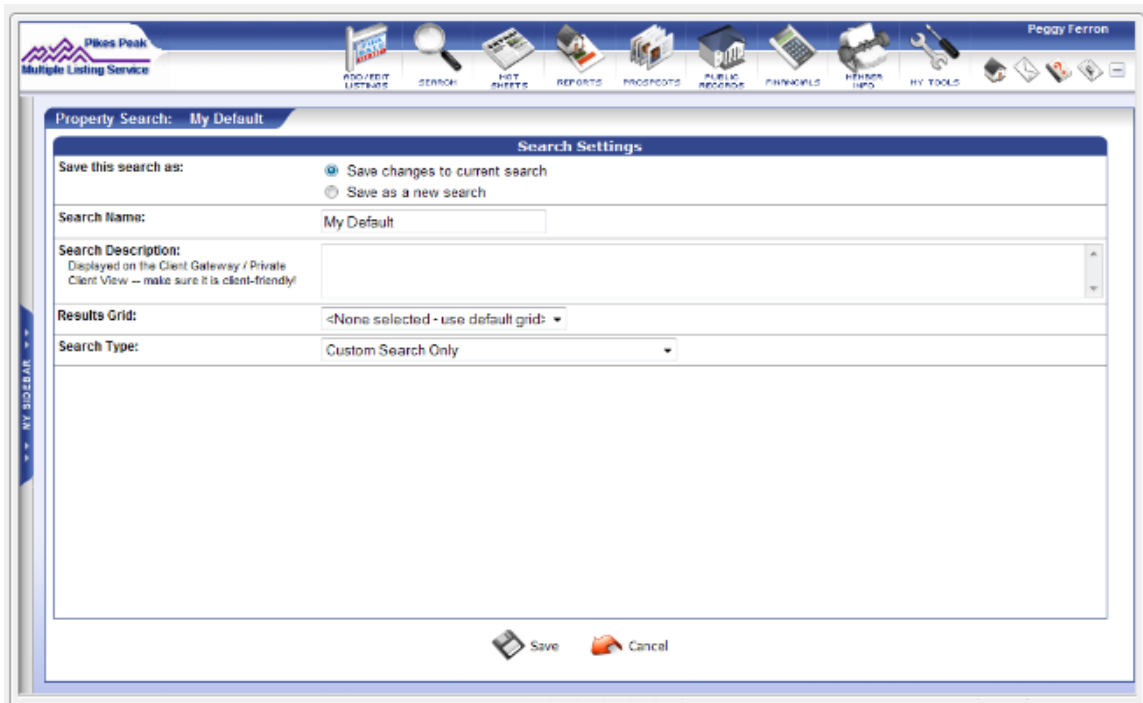 Pikes Peak
Multiple Listing Service
Peggy Ferron
ADD/EDIT
LISTINGS
SEARCH
HOT
SHEETS
REPORTS
PROSPECTS
PUBLIC
RECORDS
FINANCIALS
MEMBER
INFO
MY TOOLS
Property Search: My Default
Search Settings
Save this search as:
Save changes to current search
Save as a new search
Search Name:
My Default
Search Description:
Displayed on the Client Gateway / Private
Client View -- make sure it is client-friendly!
Results Grid:
<None selected - use default grid>
Search Type:
Custom Search Only
MY SIDEBAR
Save
Cancel